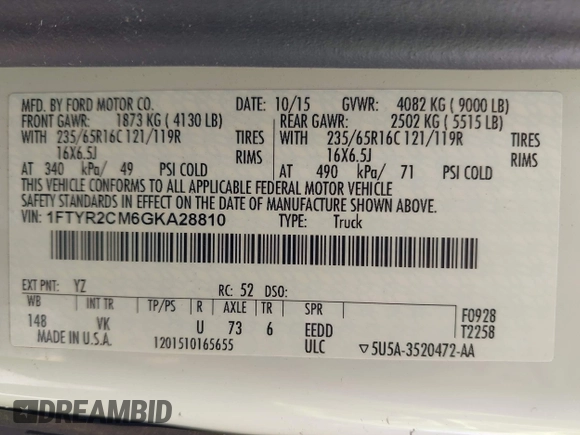 MFD. BY FORD MOTOR CO. DATE: 10/15 GVWR: 4082 KG ( 9000 LB)
FRONT GAWR: 1873 KG ( 4130 LB) REAR GAWR: 2502 KG ( 5515 LB)
WITH 235/65R16C 121/119R TIRES WITH 235/65R16C 121/119R TIRES
16X6.5J RIMS 16X6.5J RIMS
AT 340 kPa/ 49 PSI COLD AT 490 kPa/ 71 PSI COLD
THIS VEHICLE CONFORMS TO ALL APPLICABLE FEDERAL MOTOR VEHICLE
SAFETY STANDARDS IN EFFECT ON THE DATE OF MANUFACTURE SHOWN ABOVE.
VIN: 1FTYR2CM6GKA28810 TYPE: Truck
EXT PNT: YZ RC: 52 DSO:
WB INT TR TP/PS R AXLE TR SPR F0928
148 VK U 73 6 EEDD T2258
MADE IN U.S.A. 1201510165655 ULC ▽5U5A-3520472-AA
DREAMBID